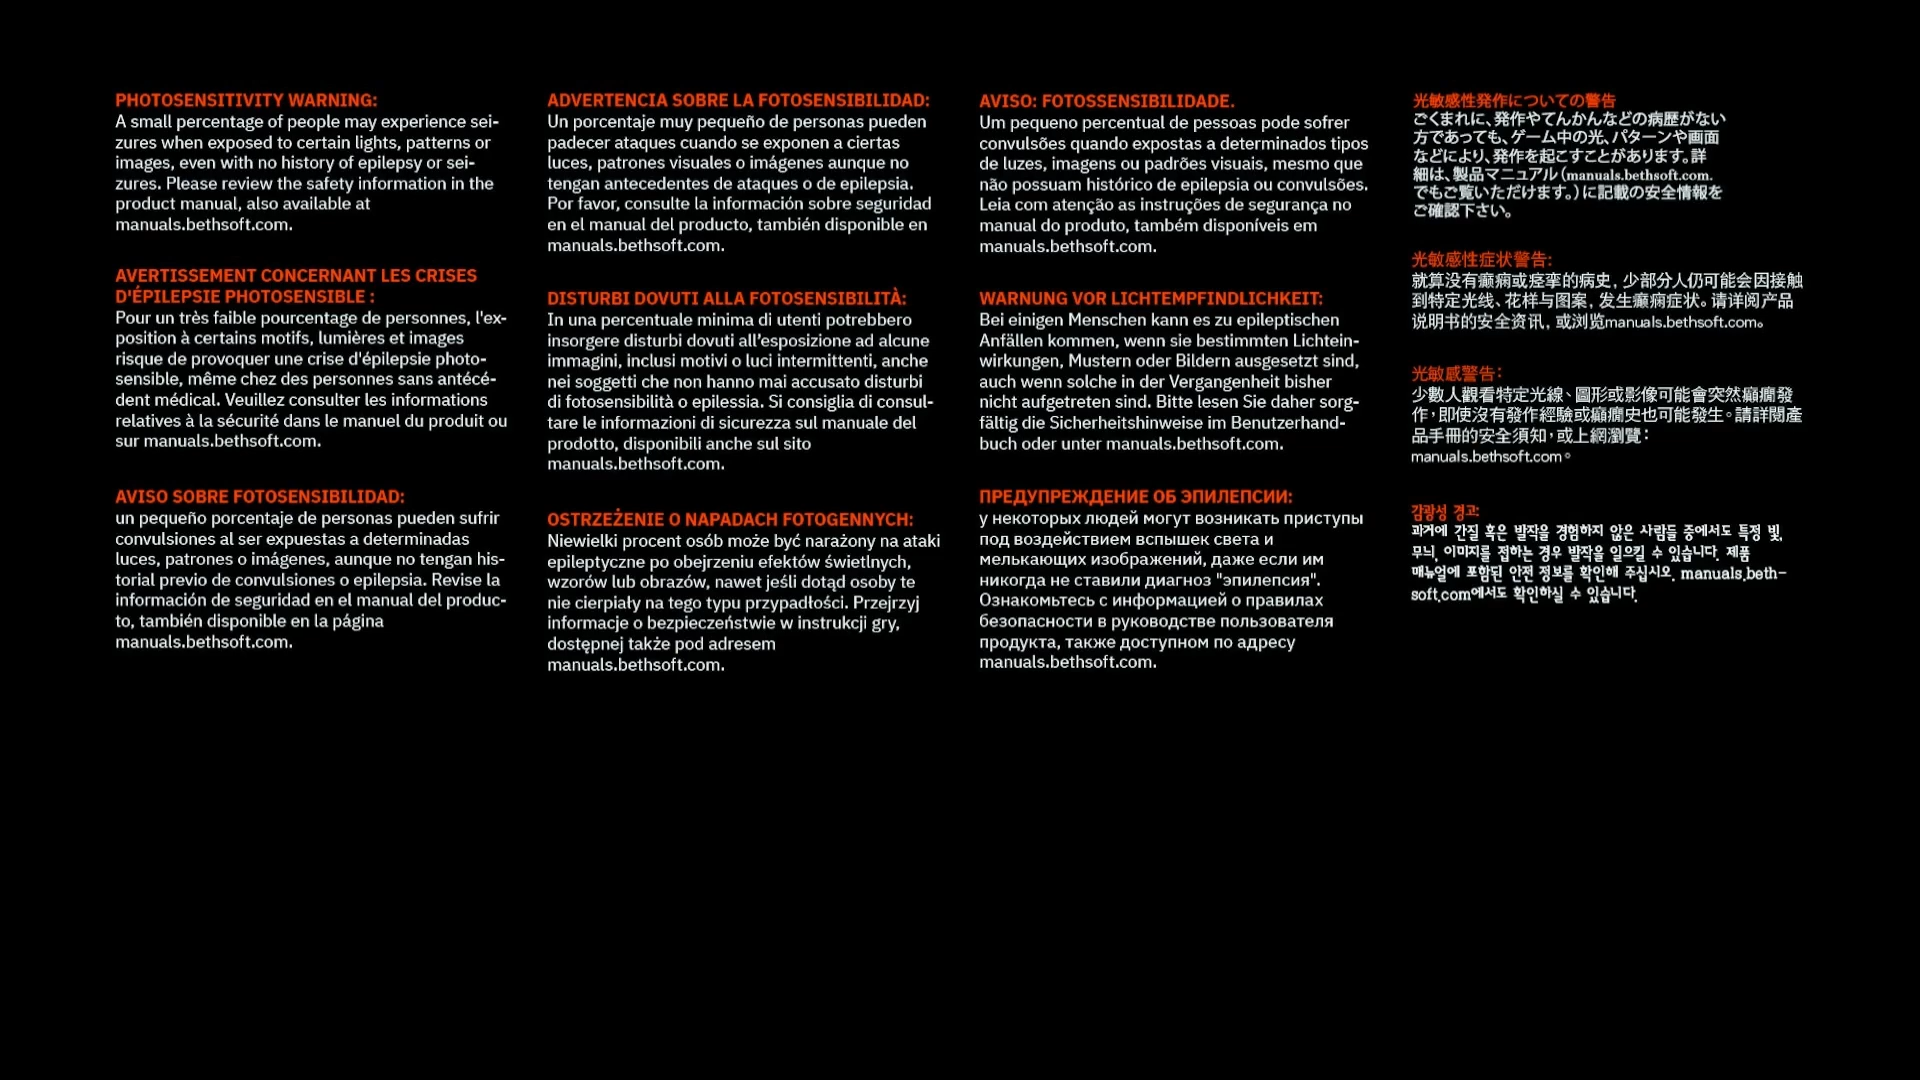 PHOTOSENSITIVITY WARNING:
A small percentage of people may experience sei-
zures when exposed to certain lights, patterns or
images, even with no history of epilepsy or sei-
zures. Please review the safety information in the
product manual, also available at
manuals.bethsoft.com.
AVERTISSEMENT CONCERNANT LES CRISES
D'ÉPILEPSIE PHOTOSENSIBLE :
Pour un très faible pourcentage de personnes, l'ex-
position à certains motifs, lumières et images
risque de provoquer une crise d'épilepsie photo-
sensible, même chez des personnes sans antécé-
dent médical. Veuillez consulter les informations
relatives à la sécurité dans le manuel du produit ou
sur manuals.bethsoft.com.
AVISO SOBRE FOTOSENSIBILIDAD:
un pequeño porcentaje de personas pueden sufrir
convulsiones al ser expuestas a determinadas
luces, patrones o imágenes, aunque no tengan his-
torial previo de convulsiones o epilepsia. Revise la
información de seguridad en el manual del produc-
to, también disponible en la página
manuals.bethsoft.com.
ADVERTENCIA SOBRE LA FOTOSENSIBILIDAD:
Un porcentaje muy pequeño de personas pueden
padecer ataques cuando se exponen a ciertas
luces, patrones visuales o imágenes aunque no
tengan antecedentes de ataques o de epilepsia.
Por favor, consulte la información sobre seguridad
en el manual del producto, también disponible en
manuals.bethsoft.com.
DISTURBI DOVUTI ALLA FOTOSENSIBILITÀ:
In una percentuale minima di utenti potrebbero
insorgere disturbi dovuti all'esposizione ad alcune
immagini, inclusi motivi o luci intermittenti, anche
nei soggetti che non hanno mai accusato disturbi
di fotosensibilità o epilessia. Si consiglia di consul-
tare le informazioni di sicurezza sul manuale del
prodotto, disponibili anche sul sito
manuals.bethsoft.com.
OSTRZEŻENIE O NAPADACH FOTOGENNYCH:
Niewielki procent osób może być narażony na ataki
epileptyczne po obejrzeniu efektów świetlnych,
wzorów lub obrazów, nawet jeśli dotąd osoby te
nie cierpiały na tego typu przypadłości. Przejrzyj
informacje o bezpieczeństwie w instrukcji gry,
dostępnej także pod adresem
manuals.bethsoft.com.
AVISO: FOTOSSENSIBILIDADE.
Um pequeno percentual de pessoas pode sofrer
convulsões quando expostas a determinados tipos
de luzes, imagens ou padrões visuais, mesmo que
não possuam histórico de epilepsia ou convulsões.
Leia com atenção as instruções de segurança no
manual do produto, também disponíveis em
manuals.bethsoft.com.
WARNUNG VOR LICHTEMPFINDLICHKEIT:
Bei einigen Menschen kann es zu epileptischen
Anfällen kommen, wenn sie bestimmten Lichtein-
wirkungen, Mustern oder Bildern ausgesetzt sind,
auch wenn solche in der Vergangenheit bisher
nicht aufgetreten sind. Bitte lesen Sie daher sorg-
fältig die Sicherheitshinweise im Benutzerhand-
buch oder unter manuals.bethsoft.com.
ПРЕДУПРЕЖДЕНИЕ ОБ ЭПИЛЕПСИИ:
у некоторых людей могут возникать приступы
под воздействием вспышек света и
мелькающих изображений, даже если им
никогда не ставили диагноз "эпилепсия".
Ознакомьтесь с информацией о правилах
безопасности в руководстве пользователя
продукта, также доступном по адресу
manuals.bethsoft.com.
光敏感性発作についての警告
ごくまれに、発作やてんかんなどの病歴がない
方であっても、ゲーム中の光、パターンや画面
などにより、発作を起こすことがあります。詳
細は、製品マニュアル（manuals.bethsoft.com.
でもご覧いただけます。）に記載の安全情報を
ご確認下さい。
光敏感性症状警告:
就算没有癫痫或痉挛的病史, 少部分人仍可能会因接触
到特定光线、花样与图案, 发生癫痫症状。请详阅产品
说明书的安全资讯, 或浏览manuals.bethsoft.com。
光敏感警告:
少數人觀看特定光線、圖形或影像可能會突然癲癇發
作，即使沒有發作經驗或癲癇史也可能發生。請詳閱產
品手冊的安全須知，或上網瀏覽：
manuals.bethsoft.com。
감광성 경고:
과거에 간질 혹은 발작을 경험하지 않은 사람들 중에서도 특정 빛,
무늬, 이미지를 접하는 경우 발작을 일으킬 수 있습니다. 제품
매뉴얼에 포함된 안전 정보를 확인해 주십시오. manuals.beth-
soft.com에서도 확인하실 수 있습니다.